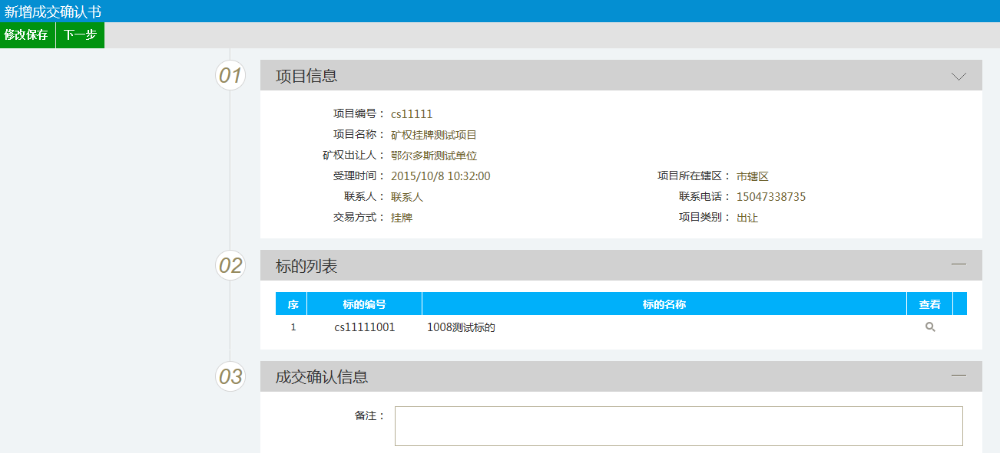 新增成交确认书
修改保存 下一步
01 项目信息
项目编号： cs11111
项目名称： 矿权挂牌测试项目
矿权出让人： 鄂尔多斯测试单位
受理时间： 2015/10/8 10:32:00 项目所在辖区： 市辖区
联系人： 联系人 联系电话： 15047338735
交易方式： 挂牌 项目类别： 出让
02 标的列表
序 标的编号 标的名称 查看
1 cs11111001 1008测试标的
03 成交确认信息
备注：